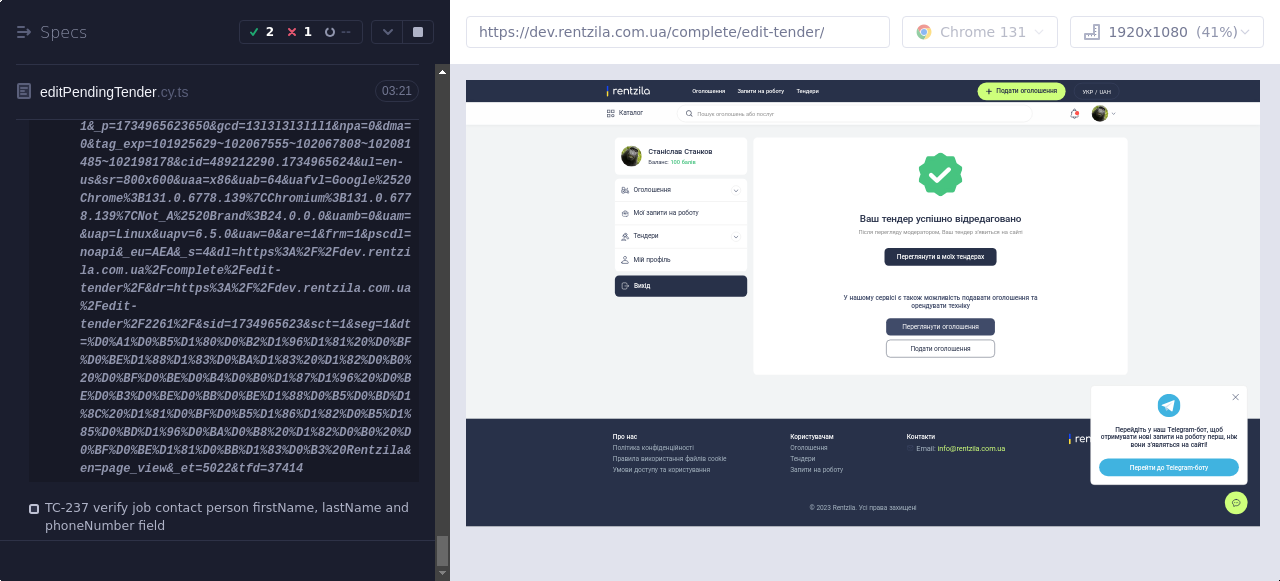 Specs
2
1
--
https://dev.rentzila.com.ua/complete/edit-tender/
Chrome 131
1920x1080 (41%)
editPendingTender.cy.ts
03:21
1&_p=1734965623650&gcd=13l3l3l3l1l1&npa=0&dma=
0&tag_exp=101925629~102067555~102067808~102081
485~102198178&cid=489212290.1734965624&ul=en-
us&sr=800x600&uaa=x86&uab=64&uafvl=Google%2520
Chrome%3B131.0.6778.139%7CChromium%3B131.0.677
8.139%7CNot_A%2520Brand%3B24.0.0.0&uamb=0&uam=
&uap=Linux&uapv=6.5.0&uaw=0&are=1&frm=1&pscdl=
noapi&_eu=AEA&_s=4&dl=https%3A%2F%2Fdev.rentzi
la.com.ua%2Fcomplete%2Fedit-
tender%2F&dr=https%3A%2F%2Fdev.rentzila.com.ua
%2Fedit-
tender%2F2261%2F&sid=1734965623&sct=1&seg=1&dt
=%D0%A1%D0%B5%D1%80%D0%B2%D1%96%D1%81%20%D0%BF
%D0%BE%D1%88%D1%83%D0%BA%D1%83%20%D1%82%D0%B0%
20%D0%BF%D0%BE%D0%B4%D0%B0%D1%87%D1%96%20%D0%B
E%D0%B3%D0%BE%D0%BB%D0%BE%D1%88%D0%B5%D0%BD%D1
%8C%20%D1%81%D0%BF%D0%B5%D1%86%D1%82%D0%B5%D1%
85%D0%BD%D1%96%D0%BA%D0%B8%20%D1%82%D0%B0%20%D
0%BF%D0%BE%D1%81%D0%BB%D1%83%D0%B3%20Rentzila&
en=page_view&_et=5022&tfd=37414
TC-237 verify job contact person firstName, lastName and
phoneNumber field
rentzila
Оголошення
Запити на роботу
Тендери
+ Подати оголошення
УКР / UAH
Каталог
Пошук оголошень або послуг
Станіслав Станков
Баланс: 100 балів
Оголошення
Мої запити на роботу
Тендери
Мій профіль
Вихід
Ваш тендер успішно відредаговано
Після перегляду модератором, Ваш тендер з'явиться на сайті
Переглянути в моїх тендерах
У нашому сервісі є також можливість подавати оголошення та
орендувати техніку
Переглянути оголошення
Подати оголошення
Перейдіть у наш Telegram-бот, щоб
отримувати нові запити на роботу перш, ніж
вони з'являться на сайті!
Перейти до Telegram-боту
Про нас
Політика конфіденційності
Правила використання файлів cookie
Умови доступу та користування
Користувачам
Оголошення
Тендери
Запити на роботу
Контакти
Email: info@rentzila.com.ua
ren
© 2023 Rentzila. Усі права захищені